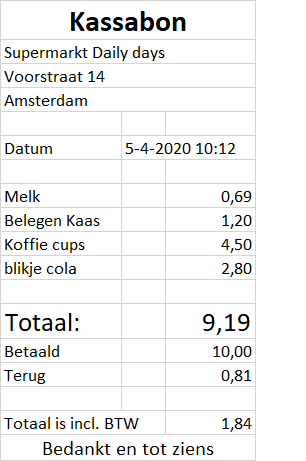 Kassabon
Supermarkt Daily days
Voorstraat 14
Amsterdam
Datum 5-4-2020 10:12
Melk 0,69
Belegen Kaas 1,20
Koffie cups 4,50
blikje cola 2,80
Totaal: 9,19
Betaald 10,00
Terug 0,81
Totaal is incl. BTW 1,84
Bedankt en tot ziens